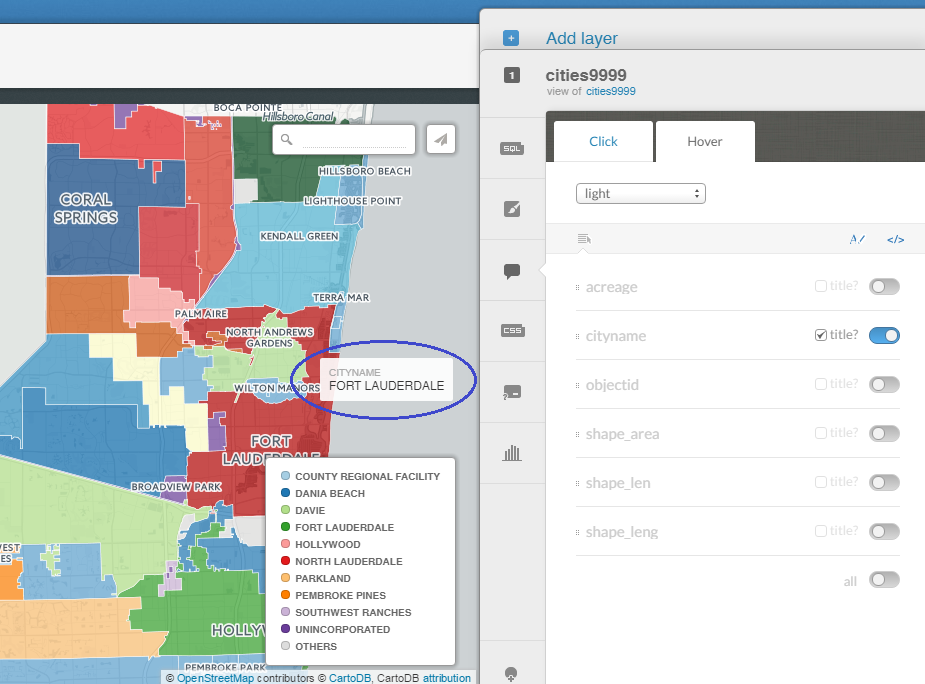 Add layer
1
cities9999
view of cities9999
Click
Hover
light
SQL
CSS
acreage
title?
cityname
title?
objectid
title?
shape_area
title?
shape_len
title?
shape_leng
title?
all
BOCA POINTE
Hillsboro Canal
HILLSBORO BEACH
CORAL
SPRINGS
LIGHTHOUSE POINT
KENDALL GREEN
TERRA MAR
PALM AIRE
NORTH ANDREWS
GARDENS
CITYNAME
FORT LAUDERDALE
WILTON MANORS
FORT
LAUDERDALE
BROADVIEW PARK
WEST
ES
HOLLYW
PEMBROKE PARK
COUNTY REGIONAL FACILITY
DANIA BEACH
DAVIE
FORT LAUDERDALE
HOLLYWOOD
NORTH LAUDERDALE
PARKLAND
PEMBROKE PINES
SOUTHWEST RANCHES
UNINCORPORATED
OTHERS
© OpenStreetMap contributors © CartoDB, CartoDB attribution